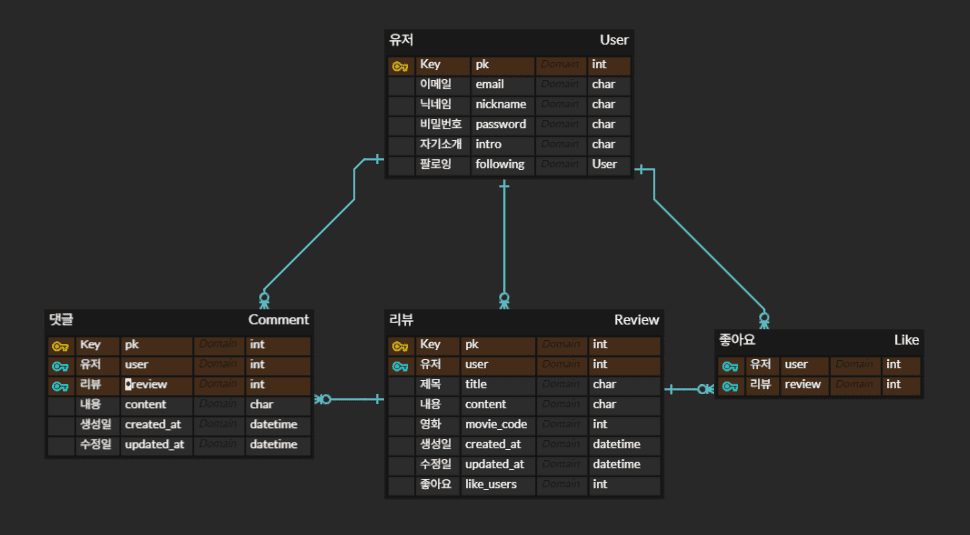 유저 User
Key pk Domain int
이메일 email Domain char
닉네임 nickname Domain char
비밀번호 password Domain char
자기소개 intro Domain char
팔로잉 following Domain User
댓글 Comment
Key pk Domain int
유저 user Domain int
리뷰 review Domain int
내용 content Domain char
생성일 created_at Domain datetime
수정일 updated_at Domain datetime
리뷰 Review
Key pk Domain int
유저 user Domain int
제목 title Domain char
내용 content Domain char
영화 movie_code Domain int
생성일 created_at Domain datetime
수정일 updated_at Domain datetime
좋아요 like_users Domain int
좋아요 Like
유저 user Domain int
리뷰 review Domain int